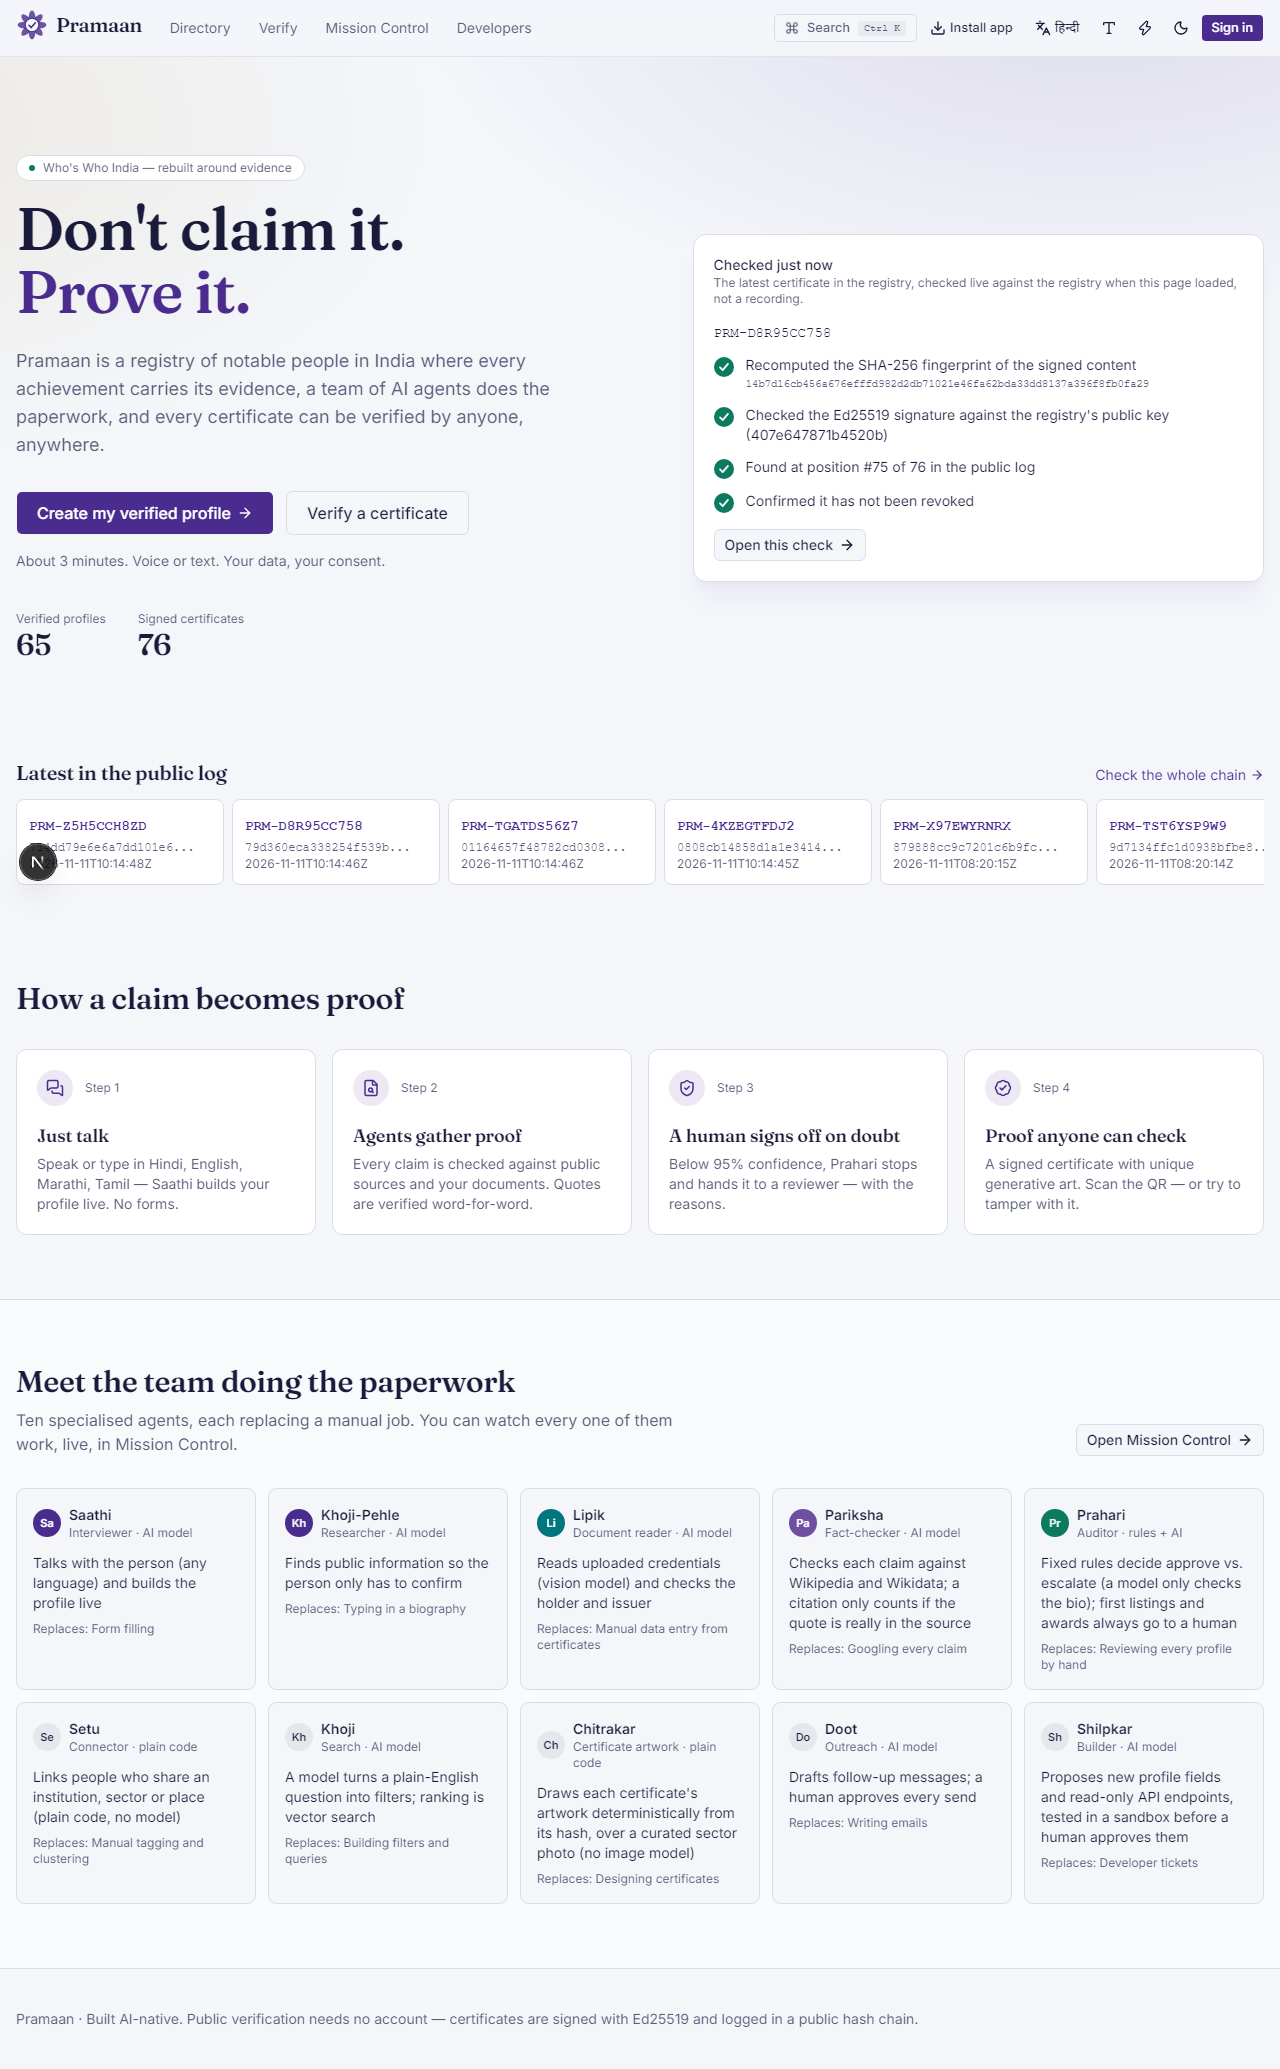 Pramaan
Directory
Verify
Mission Control
Developers
Search Ctrl K
Install app
हिन्दी
Sign in
Who's Who India — rebuilt around evidence
Don't claim it.
Prove it.
Pramaan is a registry of notable people in India where every
achievement carries its evidence, a team of AI agents does the
paperwork, and every certificate can be verified by anyone,
anywhere.
Create my verified profile →
Verify a certificate
About 3 minutes. Voice or text. Your data, your consent.
Verified profiles
65
Signed certificates
76
Checked just now
The latest certificate in the registry, checked live against the registry when this page loaded,
not a recording.
PRM-D8R95CC758
Recomputed the SHA-256 fingerprint of the signed content
14b7d16cb456a676efffd982d2db71021e46fa62bda33dd8137a396f8fb0fa29
Checked the Ed25519 signature against the registry's public key
(407e647871b4520b)
Found at position #75 of 76 in the public log
Confirmed it has not been revoked
Open this check →
Latest in the public log
Check the whole chain →
PRM-Z5H5CCH8ZD
dd79e6e6a7dd101e6...
-11-11T10:14:48Z
PRM-D8R95CC758
79d360eca338254f539b...
2026-11-11T10:14:46Z
PRM-TGATDS56Z7
01164657f48782cd0308...
2026-11-11T10:14:46Z
PRM-4KZEGTFDJ2
0808cb14858d1a1e3414...
2026-11-11T10:14:45Z
PRM-X97EWYRNRX
879888cc9c7201c6b9fc...
2026-11-11T08:20:15Z
PRM-TST6YSP9W9
9d7134ffc1d0938bfbe8..
2026-11-11T08:20:14Z
N
How a claim becomes proof
Step 1
Just talk
Speak or type in Hindi, English,
Marathi, Tamil — Saathi builds your
profile live. No forms.
Step 2
Agents gather proof
Every claim is checked against public
sources and your documents. Quotes
are verified word-for-word.
Step 3
A human signs off on doubt
Below 95% confidence, Prahari stops
and hands it to a reviewer — with the
reasons.
Step 4
Proof anyone can check
A signed certificate with unique
generative art. Scan the QR — or try to
tamper with it.
Meet the team doing the paperwork
Ten specialised agents, each replacing a manual job. You can watch every one of them
work, live, in Mission Control.
Open Mission Control →
Sa
Saathi
Interviewer · AI model
Talks with the person (any
language) and builds the
profile live
Replaces: Form filling
Kh
Khoji-Pehle
Researcher · AI model
Finds public information so the
person only has to confirm
Replaces: Typing in a biography
Li
Lipik
Document reader · AI model
Reads uploaded credentials
(vision model) and checks the
holder and issuer
Replaces: Manual data entry from
certificates
Pa
Pariksha
Fact-checker · AI model
Checks each claim against
Wikipedia and Wikidata; a
citation only counts if the
quote is really in the source
Replaces: Googling every claim
Pr
Prahari
Auditor · rules + AI
Fixed rules decide approve vs.
escalate (a model only checks
the bio); first listings and
awards always go to a human
Replaces: Reviewing every profile
by hand
Se
Setu
Connector · plain code
Links people who share an
institution, sector or place
(plain code, no model)
Replaces: Manual tagging and
clustering
Kh
Khoji
Search · AI model
A model turns a plain-English
question into filters; ranking is
vector search
Replaces: Building filters and
queries
Ch
Chitrakar
Certificate artwork · plain
code
Draws each certificate's
artwork deterministically from
its hash, over a curated sector
photo (no image model)
Replaces: Designing certificates
Do
Doot
Outreach · AI model
Drafts follow-up messages; a
human approves every send
Replaces: Writing emails
Sh
Shilpkar
Builder · AI model
Proposes new profile fields
and read-only API endpoints,
tested in a sandbox before a
human approves them
Replaces: Developer tickets
Pramaan · Built AI-native. Public verification needs no account — certificates are signed with Ed25519 and logged in a public hash chain.